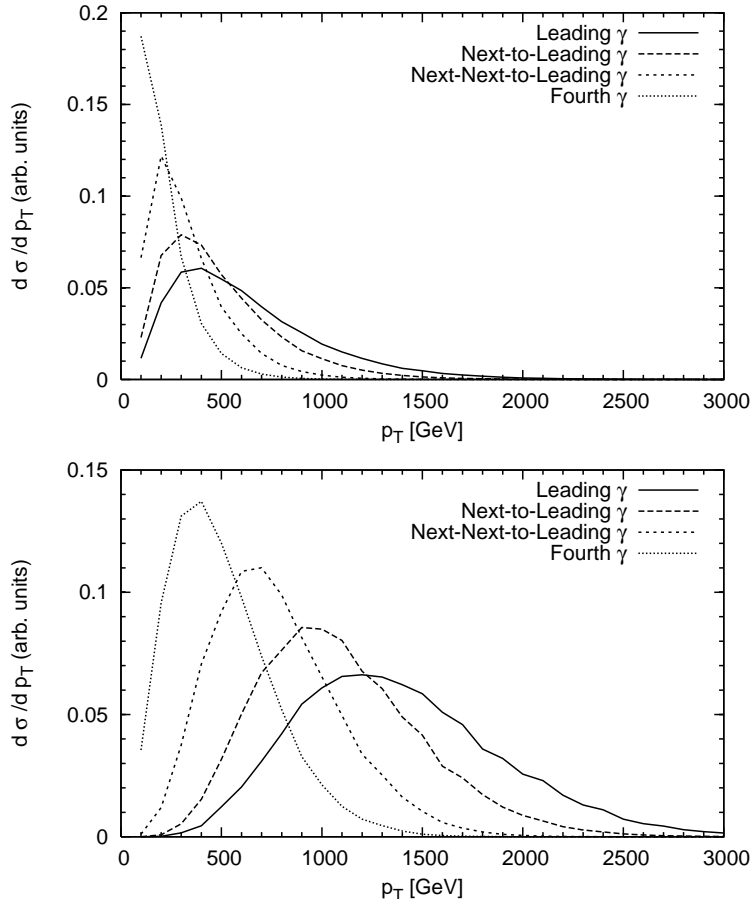 0.2
0.15
0.1
0.05
0
d σ/d p_T (arb. units)
Leading γ
Next-to-Leading γ
Next-Next-to-Leading γ
Fourth γ
0 500 1000 1500 2000 2500 3000
p_T [GeV]
0.15
0.1
0.05
0
d σ/d p_T (arb. units)
Leading γ
Next-to-Leading γ
Next-Next-to-Leading γ
Fourth γ
0 500 1000 1500 2000 2500 3000
p_T [GeV]